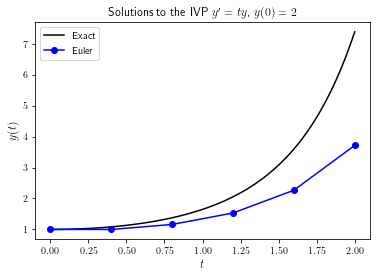 Solutions to the IVP y′ = ty, y(0) = 2
Exact
Euler
y(t)
7
6
5
4
3
2
1
0.00 0.25 0.50 0.75 1.00 1.25 1.50 1.75 2.00
t